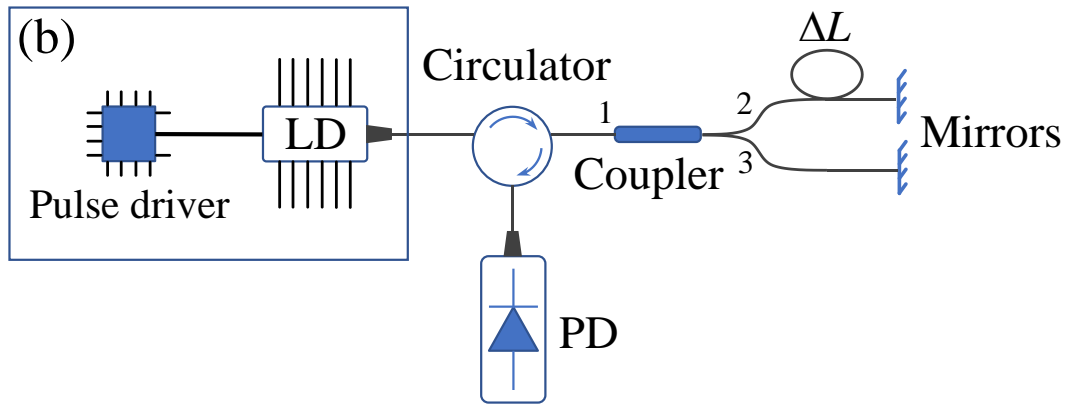 (b)
ΔL
Circulator
1
2
LD
Mirrors
Coupler
3
Pulse driver
PD